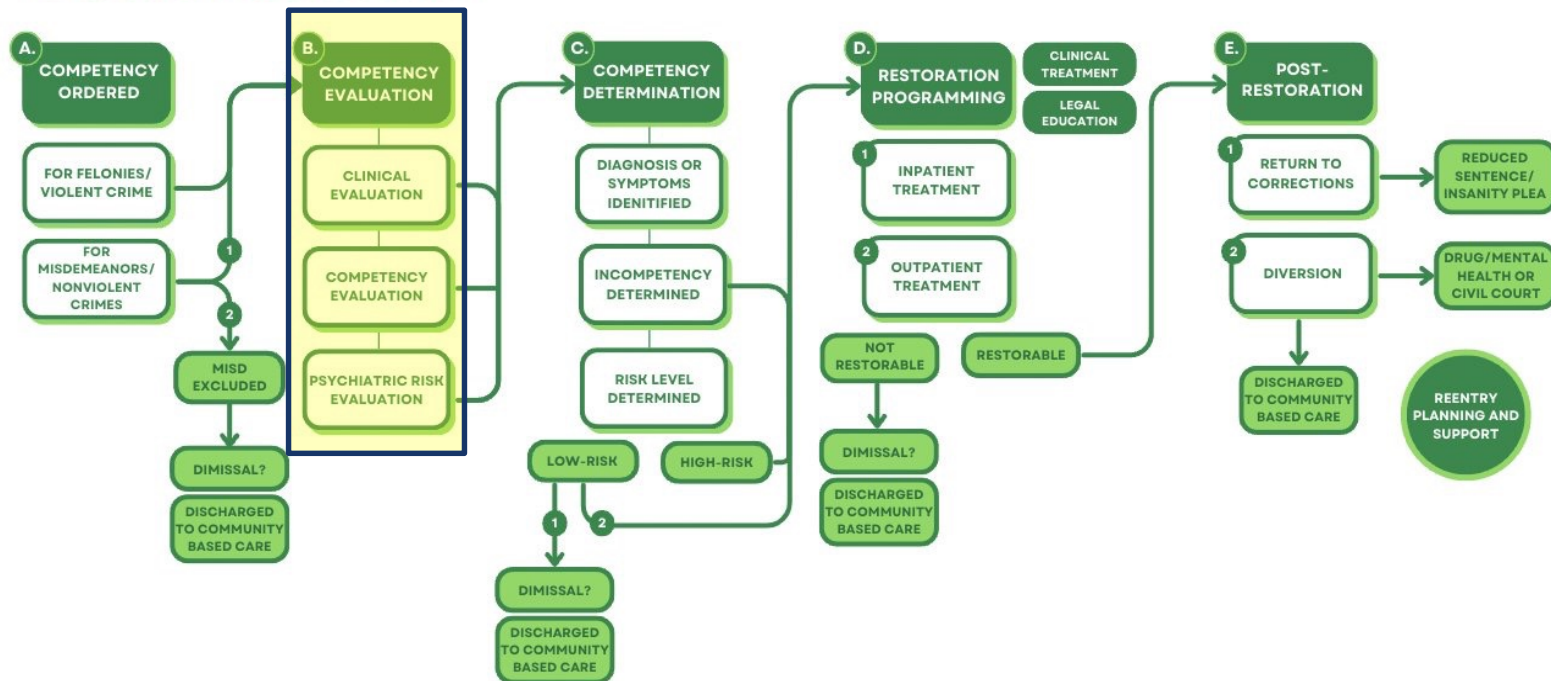 A.
COMPETENCY
ORDERED
FOR FELONIES/
VIOLENT CRIME
FOR
MISDEMEANORS/
NONVIOLENT
CRIMES
1
2
MISD
EXCLUDED
DIMISSAL?
DISCHARGED
TO COMMUNITY
BASED CARE
B.
COMPETENCY
EVALUATION
CLINICAL
EVALUATION
COMPETENCY
EVALUATION
PSYCHIATRIC RISK
EVALUATION
C.
COMPETENCY
DETERMINATION
DIAGNOSIS OR
SYMPTOMS
IDENITIFIED
INCOMPETENCY
DETERMINED
RISK LEVEL
DETERMINED
LOW-RISK
HIGH-RISK
1
2
DIMISSAL?
DISCHARGED
TO COMMUNITY
BASED CARE
D.
RESTORATION
PROGRAMMING
CLINICAL
TREATMENT
LEGAL
EDUCATION
1
INPATIENT
TREATMENT
2
OUTPATIENT
TREATMENT
NOT
RESTORABLE
RESTORABLE
DIMISSAL?
DISCHARGED
TO COMMUNITY
BASED CARE
E.
POST-
RESTORATION
1
RETURN TO
CORRECTIONS
REDUCED
SENTENCE/
INSANITY PLEA
2
DIVERSION
DRUG/MENTAL
HEALTH OR
CIVIL COURT
DISCHARGED
TO COMMUNITY
BASED CARE
REENTRY
PLANNING AND
SUPPORT